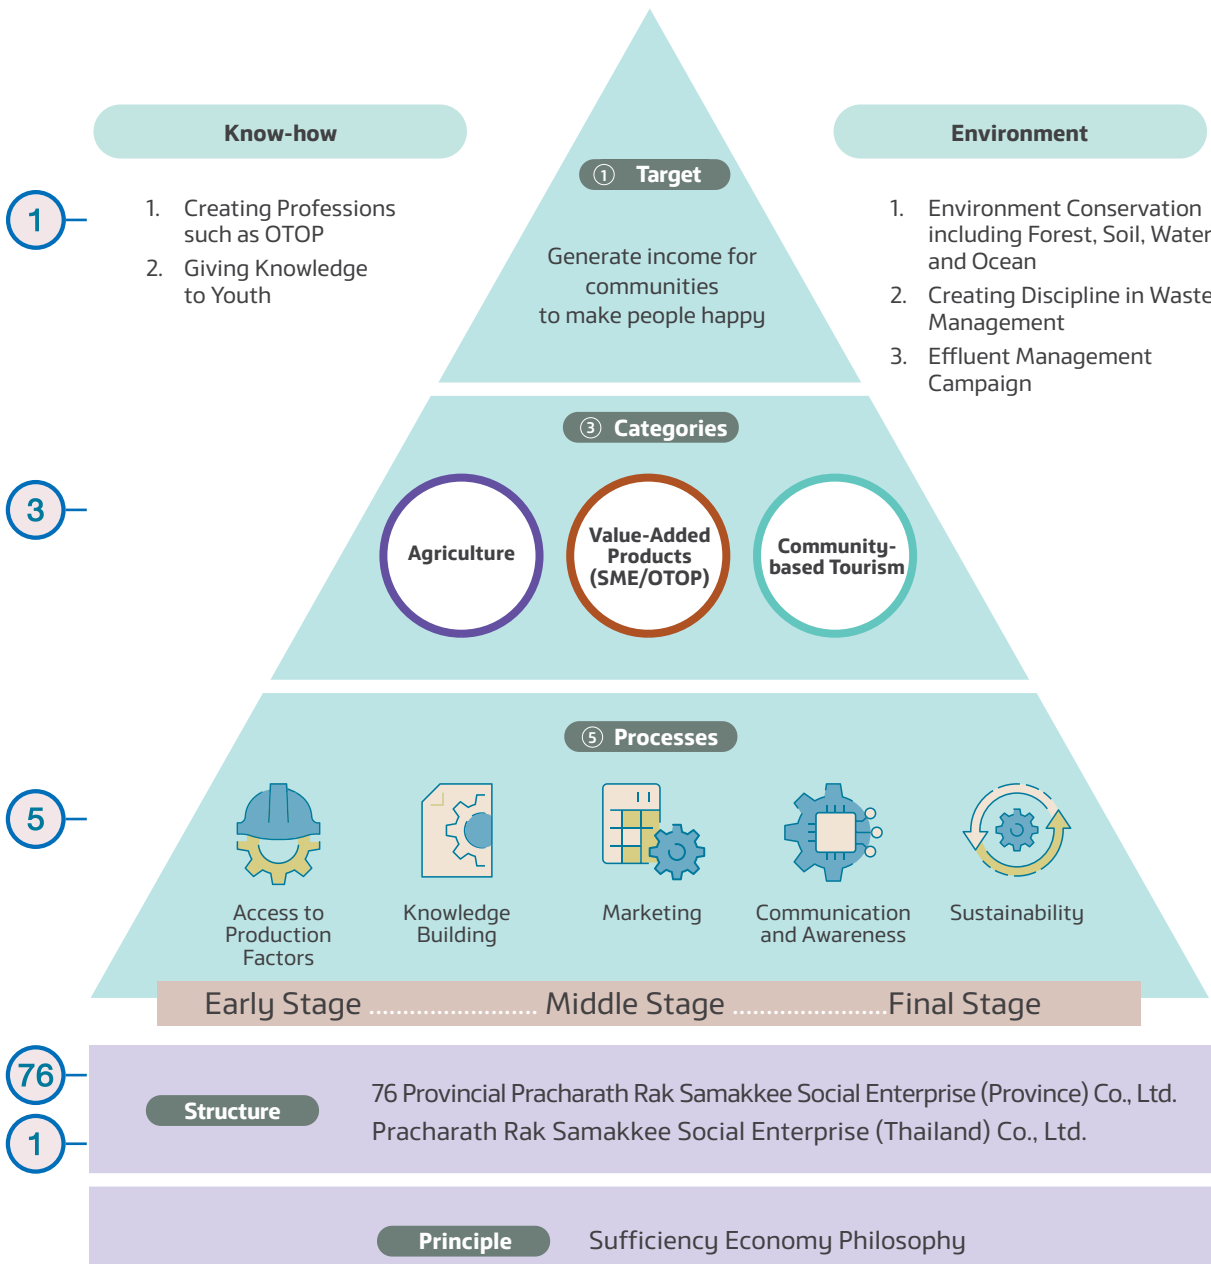 Know-how
1
1. Creating Professions
such as OTOP
2. Giving Knowledge
to Youth
① Target
Generate income for
communities
to make people happy
Environment
1. Environment Conservation
including Forest, Soil, Water
and Ocean
2. Creating Discipline in Waste
Management
3. Effluent Management
Campaign
3
③ Categories
Agriculture
Value-Added
Products
(SME/OTOP)
Community-
based Tourism
5
⑤ Processes
Access to
Production
Factors
Knowledge
Building
Marketing
Communication
and Awareness
Sustainability
Early Stage ......................... Middle Stage ....................... Final Stage
76
1
Structure
76 Provincial Pracharath Rak Samakkee Social Enterprise (Province) Co., Ltd.
Pracharath Rak Samakkee Social Enterprise (Thailand) Co., Ltd.
Principle Sufficiency Economy Philosophy